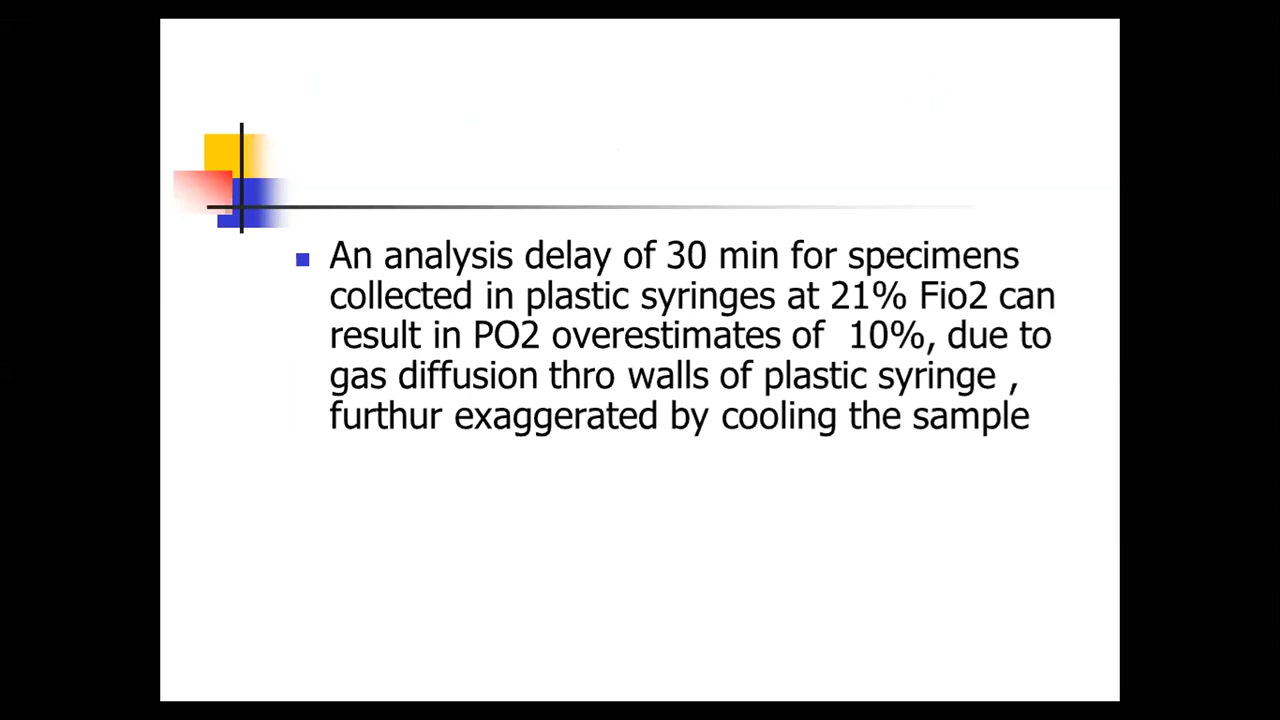 An analysis delay of 30 min for specimens
collected in plastic syringes at 21% Fio2 can
result in PO2 overestimates of  10%, due to
gas diffusion thro walls of plastic syringe ,
furthur exaggerated by cooling the sample